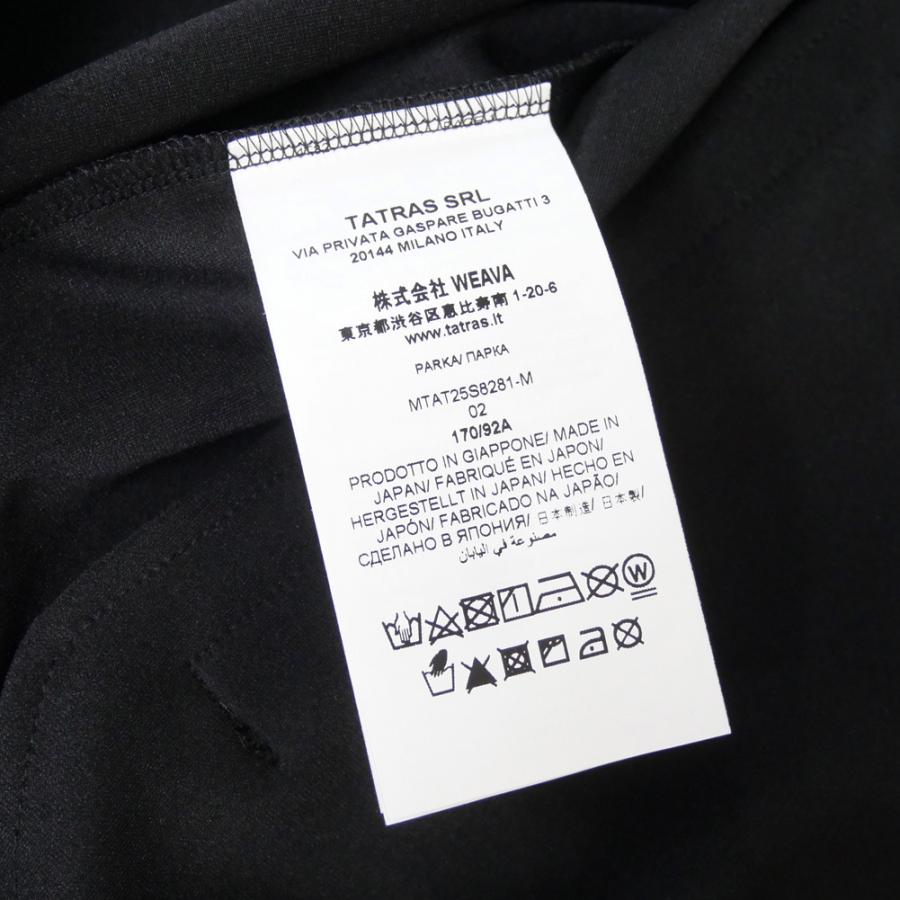 TATRAS SRL
VIA PRIVATA GASPARE BUGATTI 3
20144 MILANO ITALY
株式会社 WEAVA
東京都渋谷区恵比寿南 1-20-6
www.tatras.it
PARKA/ ПАРКА
MTAT25S8281-M
02
170/92A
PRODOTTO IN GIAPPONE/ MADE IN
JAPAN/ FABRIQUÉ EN JAPON/
HERGESTELLT IN JAPAN/ HECHO EN
JAPÓN/ FABRICADO NA JAPÃO/
СДЕЛАНО В ЯПОНИЯ/ 日本制造/ 日本製/
مصنوعة في اليابان
W